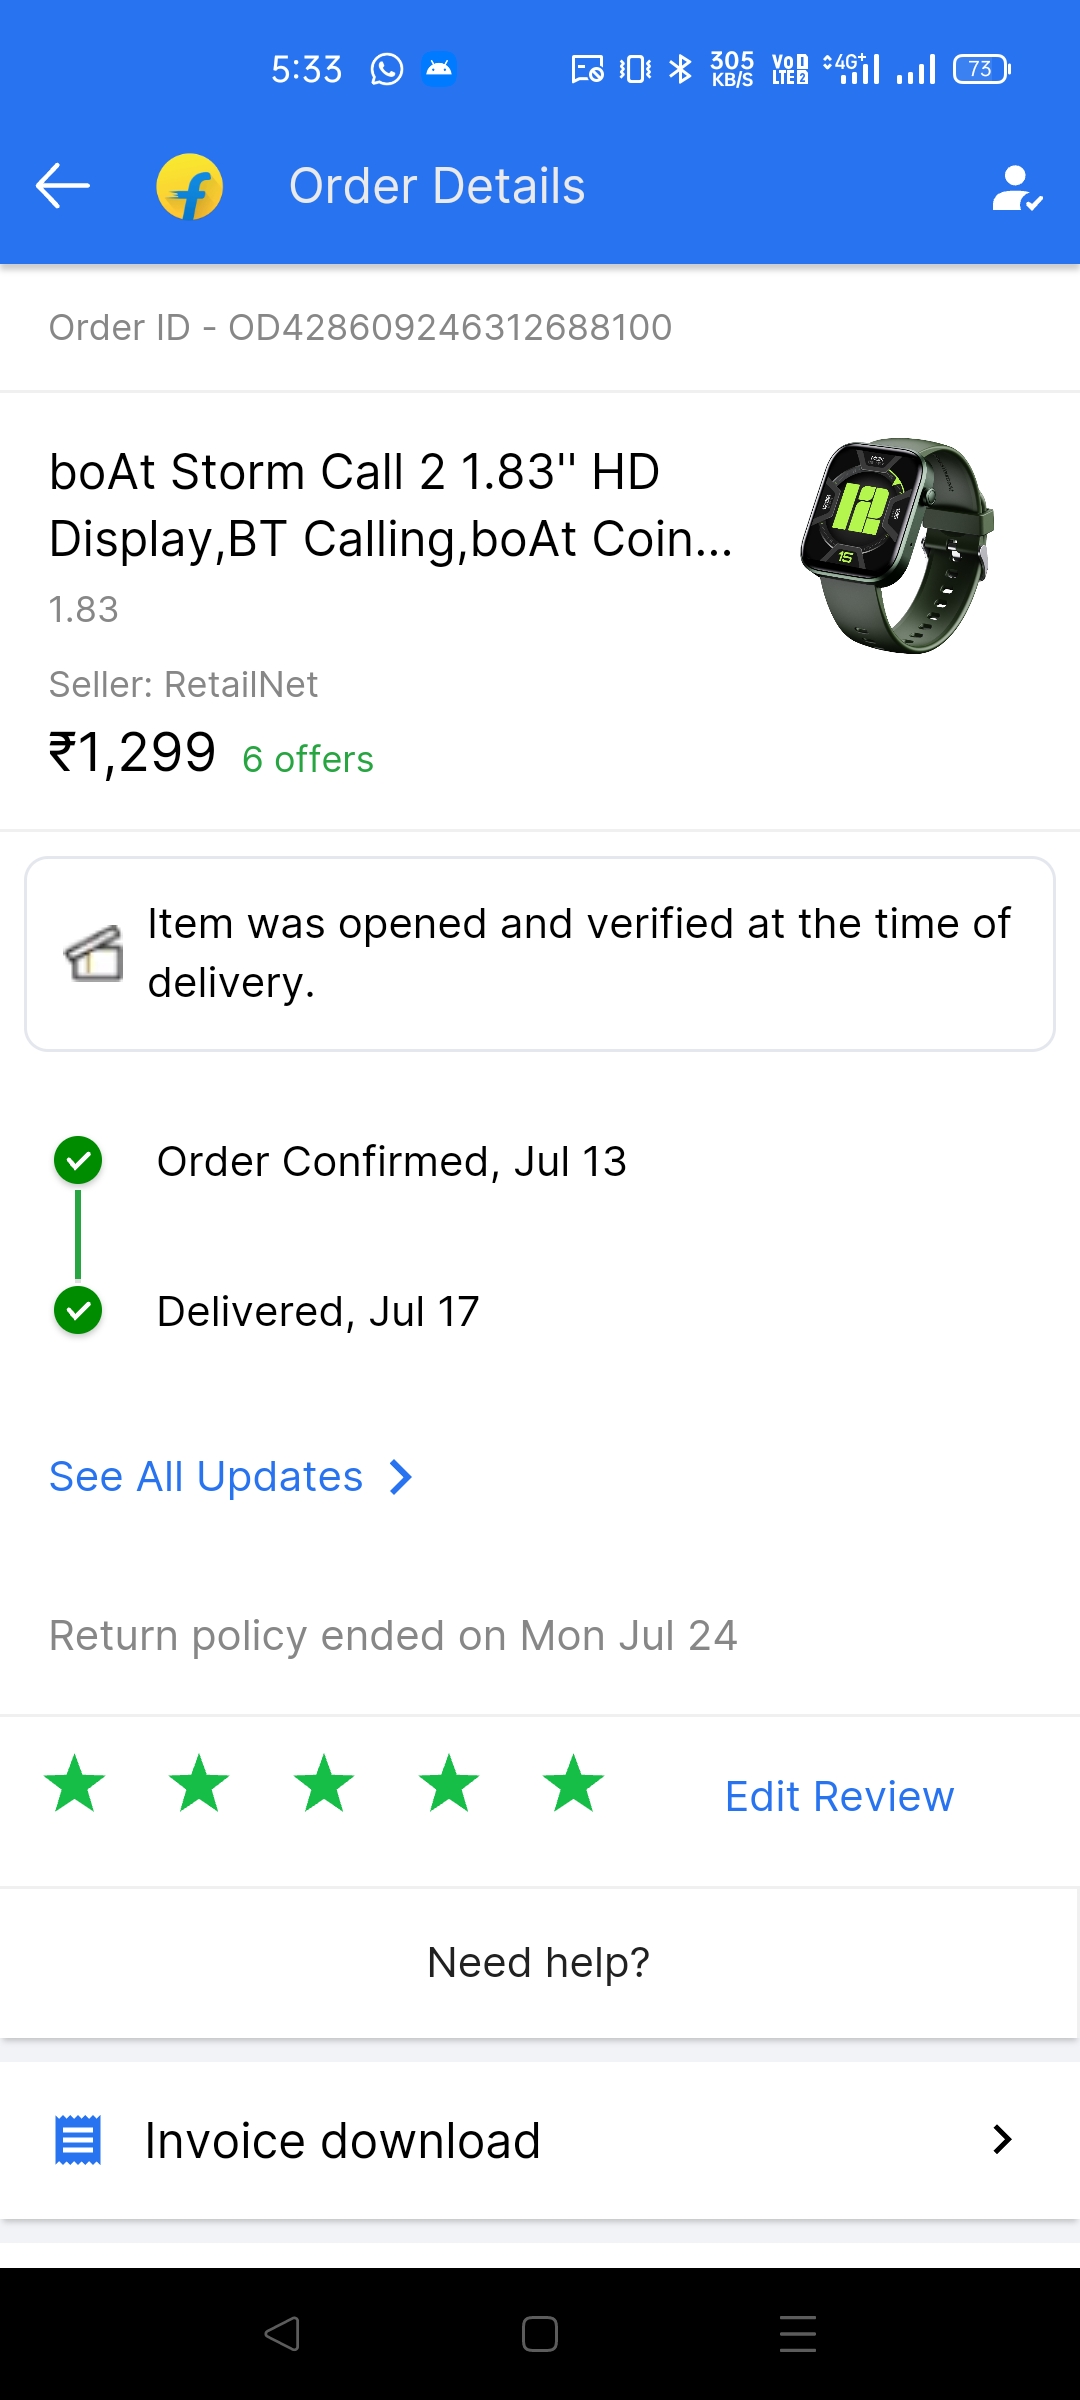 5:33 305 KB/S VoD LTE 2 4G+ 73
Order Details
Order ID - OD428609246312688100
boAt Storm Call 2 1.83" HD
Display,BT Calling,boAt Coin...
1.83
Seller: RetailNet
₹1,299 6 offers
Item was opened and verified at the time of
delivery.
Order Confirmed, Jul 13
Delivered, Jul 17
See All Updates
Return policy ended on Mon Jul 24
Edit Review
Need help?
Invoice download